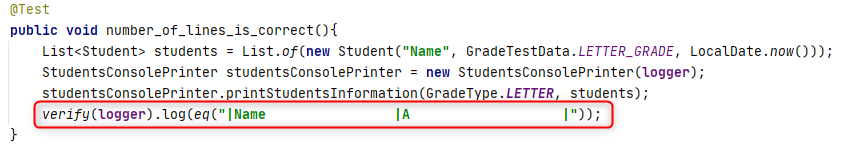 @Test
public void number_of_lines_is_correct(){
    List<Student> students = List.of(new Student("Name", GradeTestData.LETTER_GRADE, LocalDate.now()));
    StudentsConsolePrinter studentsConsolePrinter = new StudentsConsolePrinter(logger);
    studentsConsolePrinter.printStudentsInformation(GradeType.LETTER, students);
    verify(logger).log(eq("|Name                |A                   |"));
}